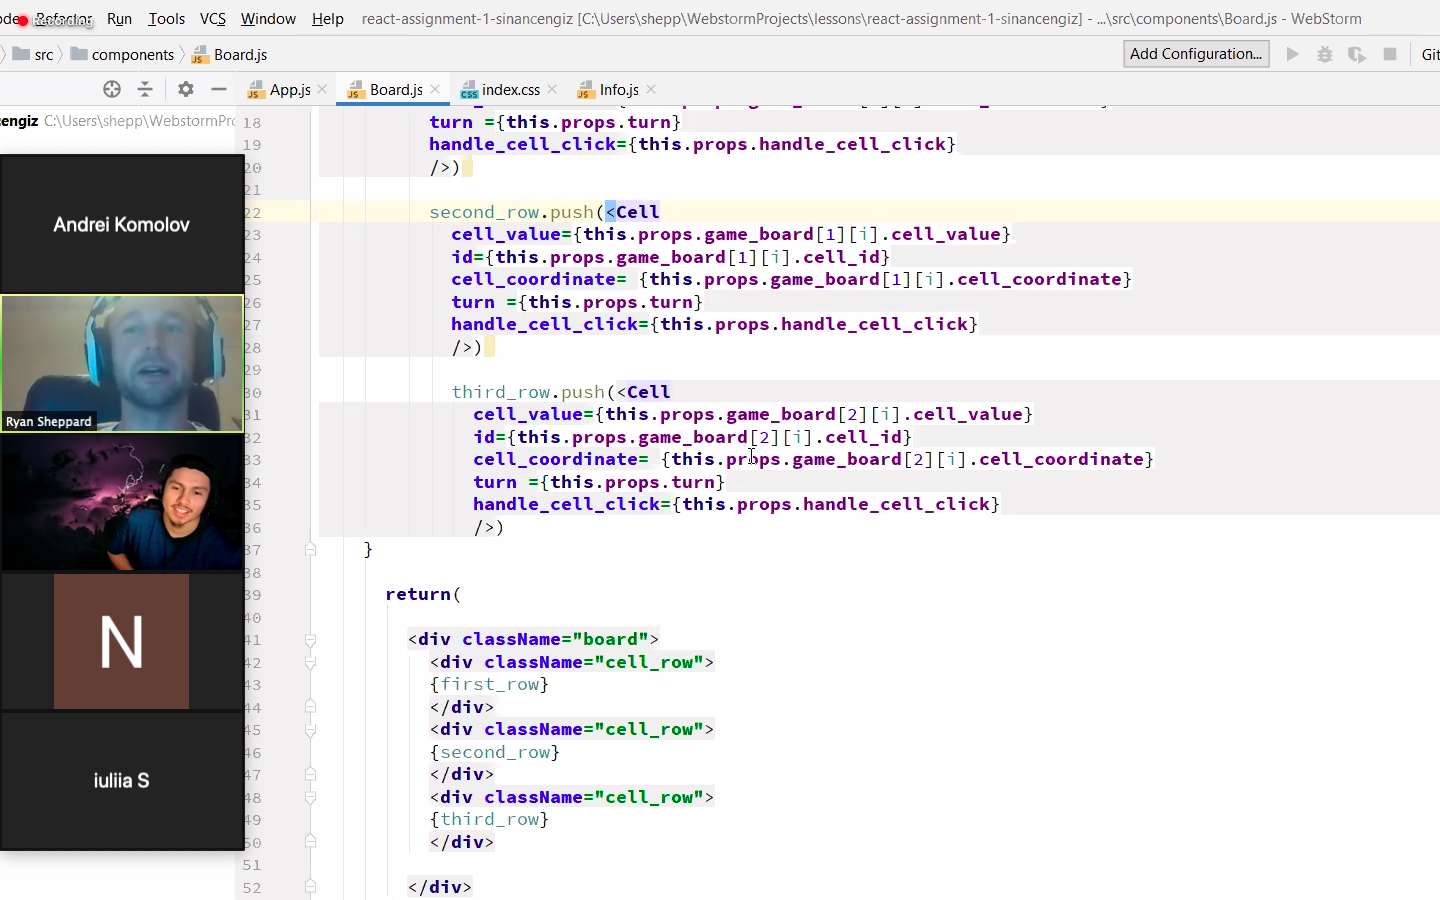 Refactor Run Tools VCS Window Help react-assignment-1-sinancengiz [C:\Users\shepp\WebstormProjects\lessons\react-assignment-1-sinancengiz] - ...\src\components\Board.js - WebStorm
src components Board.js Add Configuration... Git
App.js Board.js index.css Info.js
engiz C:\Users\shepp\WebstormPr
18 turn ={this.props.turn}
19 handle_cell_click={this.props.handle_cell_click}
20 />)
21
22 second_row.push(<Cell
23 cell_value={this.props.game_board[1][i].cell_value}
24 id={this.props.game_board[1][i].cell_id}
25 cell_coordinate= {this.props.game_board[1][i].cell_coordinate}
26 turn ={this.props.turn}
27 handle_cell_click={this.props.handle_cell_click}
28 />)
29
30 third_row.push(<Cell
31 cell_value={this.props.game_board[2][i].cell_value}
32 id={this.props.game_board[2][i].cell_id}
33 cell_coordinate= {this.props.game_board[2][i].cell_coordinate}
34 turn ={this.props.turn}
35 handle_cell_click={this.props.handle_cell_click}
36 />)
37 }
38
39 return(
40
41 <div className="board">
42 <div className="cell_row">
43 {first_row}
44 </div>
45 <div className="cell_row">
46 {second_row}
47 </div>
48 <div className="cell_row">
49 {third_row}
50 </div>
51
52 </div>
Andrei Komolov
Ryan Sheppard
N
iuliia S